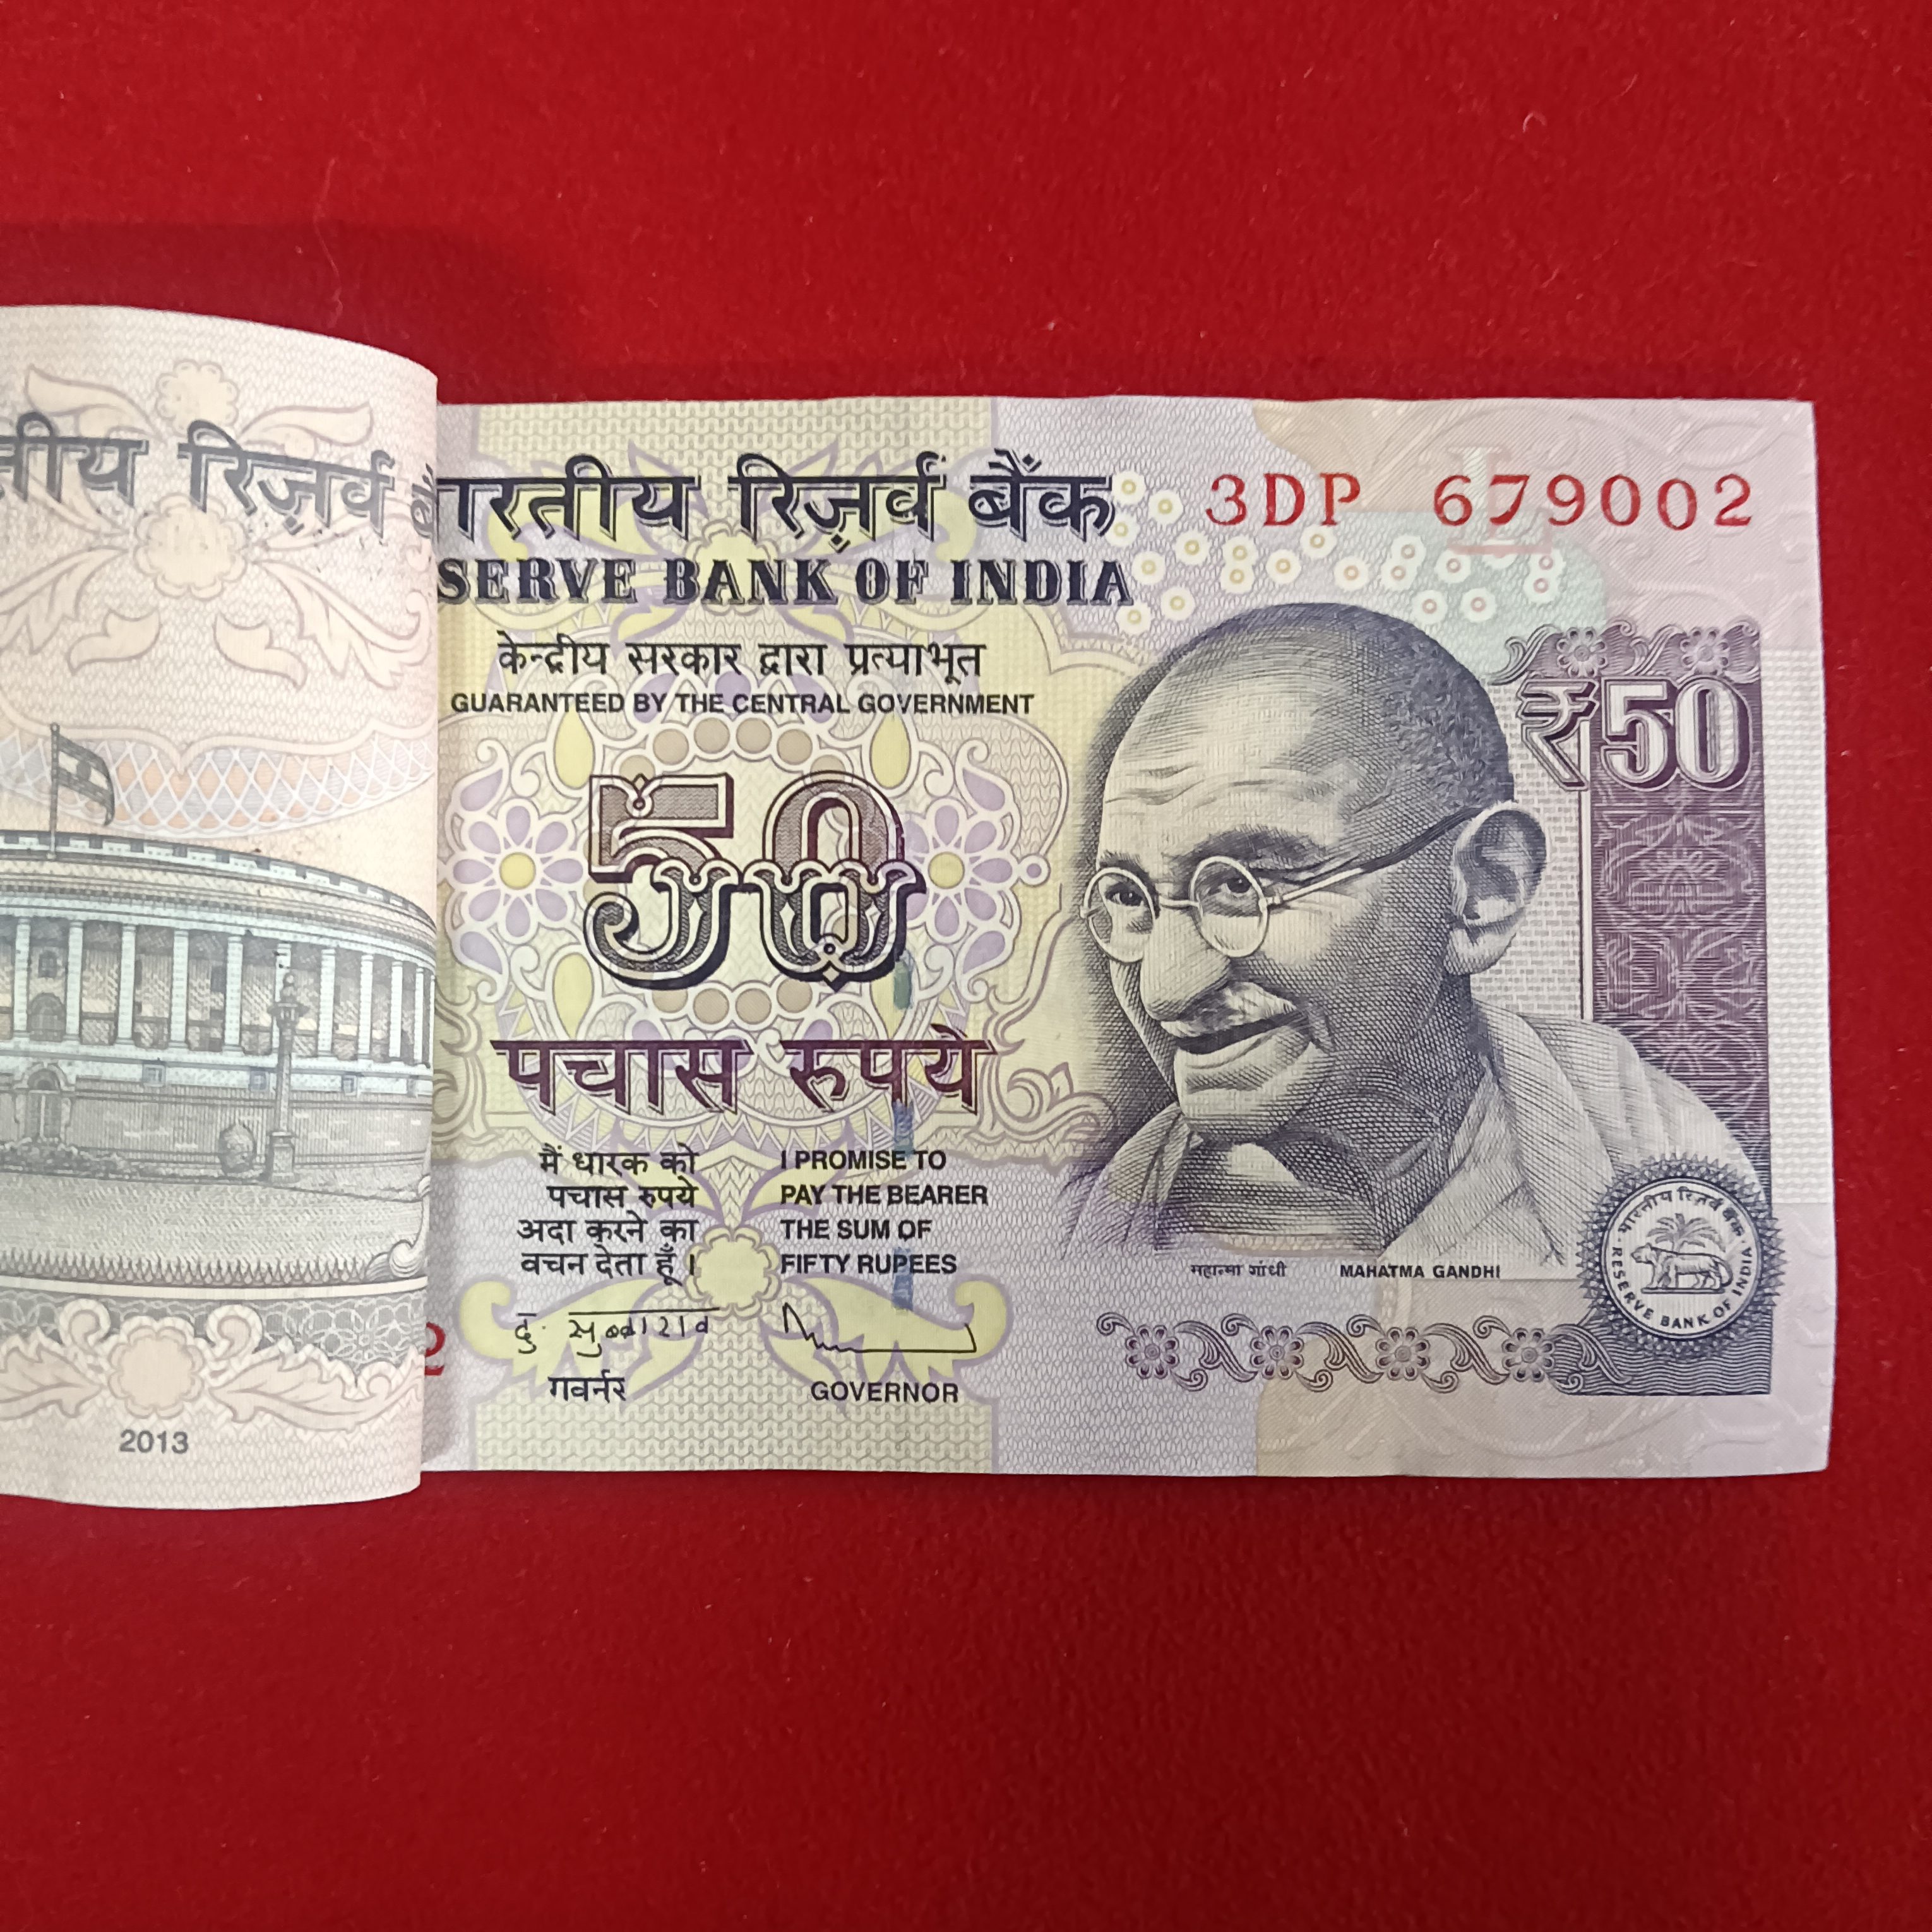 तीय रिज़र्व बैं
2013
2
ारतीय रिज़र्व बैंक
SERVE BANK OF INDIA
3DP 679002
केन्द्रीय सरकार द्वारा प्रत्याभूत
GUARANTEED BY THE CENTRAL GOVERNMENT
₹50
50
पचास रुपये
मैं धारक को
पचास रुपये
अदा करने का
वचन देता हूँ।
I PROMISE TO
PAY THE BEARER
THE SUM OF
FIFTY RUPEES
दु. सुब्बाराव
गवर्नर
GOVERNOR
महात्मा गांधी MAHATMA GANDHI
भारतीय रिज़र्व बैंक
RESERVE BANK OF INDIA